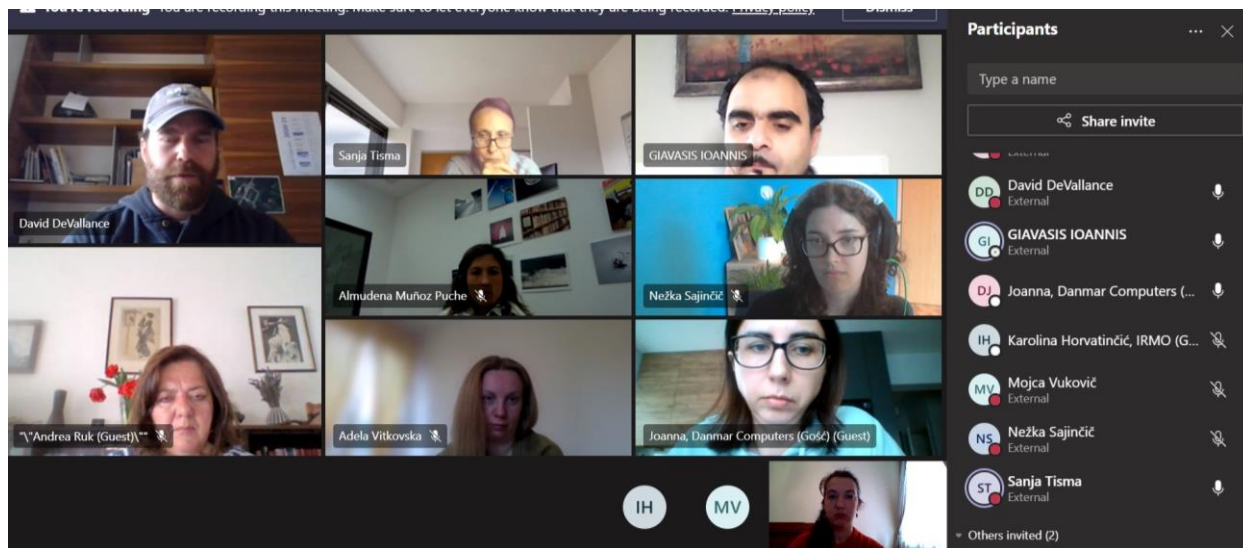 You're recording You are recording this meeting. Make sure to let everyone know that they are being recorded. Privacy policy
Dismiss
David DeVallance
Sanja Tisma
GIAVASIS IOANNIS
Almudena Muñoz Puche
Nežka Sajinčič
"\"Andrea Ruk (Guest)\""
Adela Vitkovska
Joanna, Danmar Computers (Gość) (Guest)
IH
MV
Participants
Type a name
Share invite
External
DD
David DeVallance
External
GI
GIAVASIS IOANNIS
External
DJ
Joanna, Danmar Computers (...
IH
Karolina Horvatinčić, IRMO (G...
MV
Mojca Vukovič
External
NS
Nežka Sajinčič
External
ST
Sanja Tisma
External
Others invited (2)